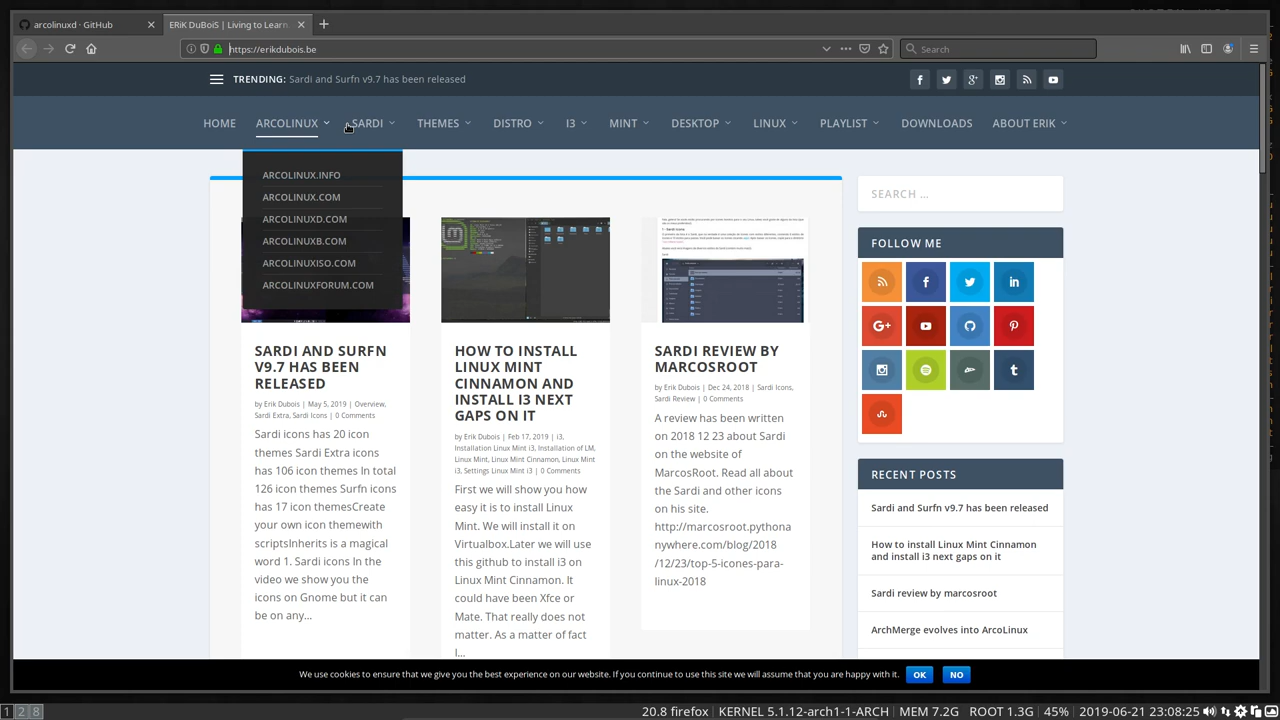 arcolinuxd · GitHub
ERiK DuBoiS | Living to Learn
https://erikdubois.be
Search
TRENDING: Sardi and Surfn v9.7 has been released
HOME
ARCOLINUX
SARDI
THEMES
DISTRO
I3
MINT
DESKTOP
LINUX
PLAYLIST
DOWNLOADS
ABOUT ERIK
ARCOLINUX.INFO
ARCOLINUX.COM
ARCOLINUXD.COM
ARCOLINUXB.COM
ARCOLINUXISO.COM
ARCOLINUXFORUM.COM
SARDI AND SURFN
V9.7 HAS BEEN
RELEASED
by Erik Dubois | May 5, 2019 | Overview,
Sardi Extra, Sardi Icons | 0 Comments
Sardi icons has 20 icon
themes Sardi Extra icons
has 106 icon themes In total
126 icon themes Surfn icons
has 17 icon themesCreate
your own icon themewith
scriptsInherits is a magical
word 1. Sardi icons In the
video we show you the
icons on Gnome but it can
be on any...
HOW TO INSTALL
LINUX MINT
CINNAMON AND
INSTALL I3 NEXT
GAPS ON IT
by Erik Dubois | Feb 17, 2019 | i3,
Installation Linux Mint i3, Installation of LM,
Linux Mint, Linux Mint Cinnamon, Linux Mint
i3, Settings Linux Mint i3 | 0 Comments
First we will show you how
easy it is to install Linux
Mint. We will install it on
Virtualbox.Later we will use
this github to install i3 on
Linux Mint Cinnamon. It
could have been Xfce or
Mate. That really does not
matter. As a matter of fact
I...
SARDI REVIEW BY
MARCOSROOT
by Erik Dubois | Dec 24, 2018 | Sardi Icons,
Sardi Review | 0 Comments
A review has been written
on 2018 12 23 about Sardi
on the website of
MarcosRoot. Read all about
the Sardi and other icons
on his site.
http://marcosroot.pythona
nywhere.com/blog/2018
/12/23/top-5-icones-para-
linux-2018
SEARCH ...
FOLLOW ME
RECENT POSTS
Sardi and Surfn v9.7 has been released
How to install Linux Mint Cinnamon
and install i3 next gaps on it
Sardi review by marcosroot
ArchMerge evolves into ArcoLinux
We use cookies to ensure that we give you the best experience on our website. If you continue to use this site we will assume that you are happy with it.
OK
NO
1 2 8
20.8 firefox | KERNEL 5.1.12-arch1-1-ARCH | MEM 7.2G | ROOT 1.3G | 45% | 2019-06-21 23:08:25